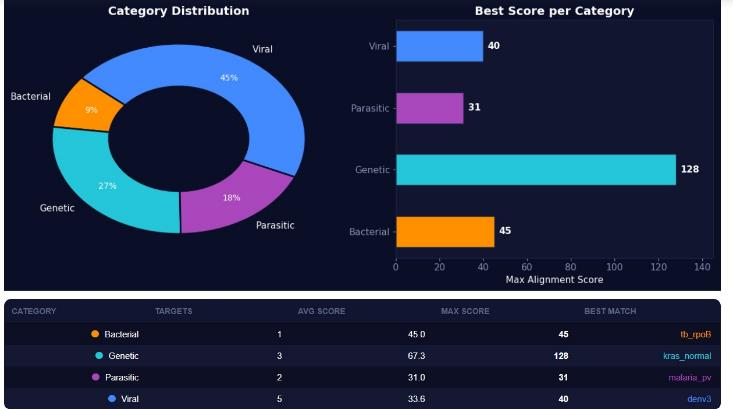 Category Distribution
Viral
45%
Bacterial
9%
27%
Genetic
18%
Parasitic
Best Score per Category
Viral 40
Parasitic 31
Genetic 128
Bacterial 45
0 20 40 60 80 100 120 140
Max Alignment Score
CATEGORY TARGETS AVG SCORE MAX SCORE BEST MATCH
Bacterial 1 45.0 45 tb_rpoB
Genetic 3 67.3 128 kras_normal
Parasitic 2 31.0 31 malaria_pv
Viral 5 33.6 40 denv3